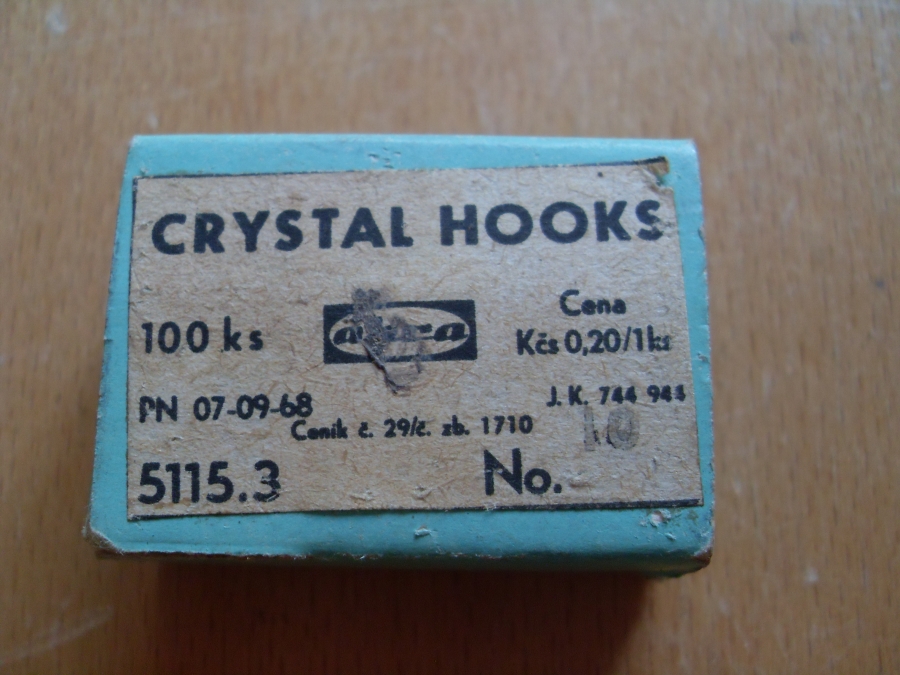 CRYSTAL HOOKS
100 ks
Cena
Kčs 0,20/1ks
PN 07-09-68
J.K. 744 944
Ceník č. 29/č. zb. 1710
5115.3
No. 10